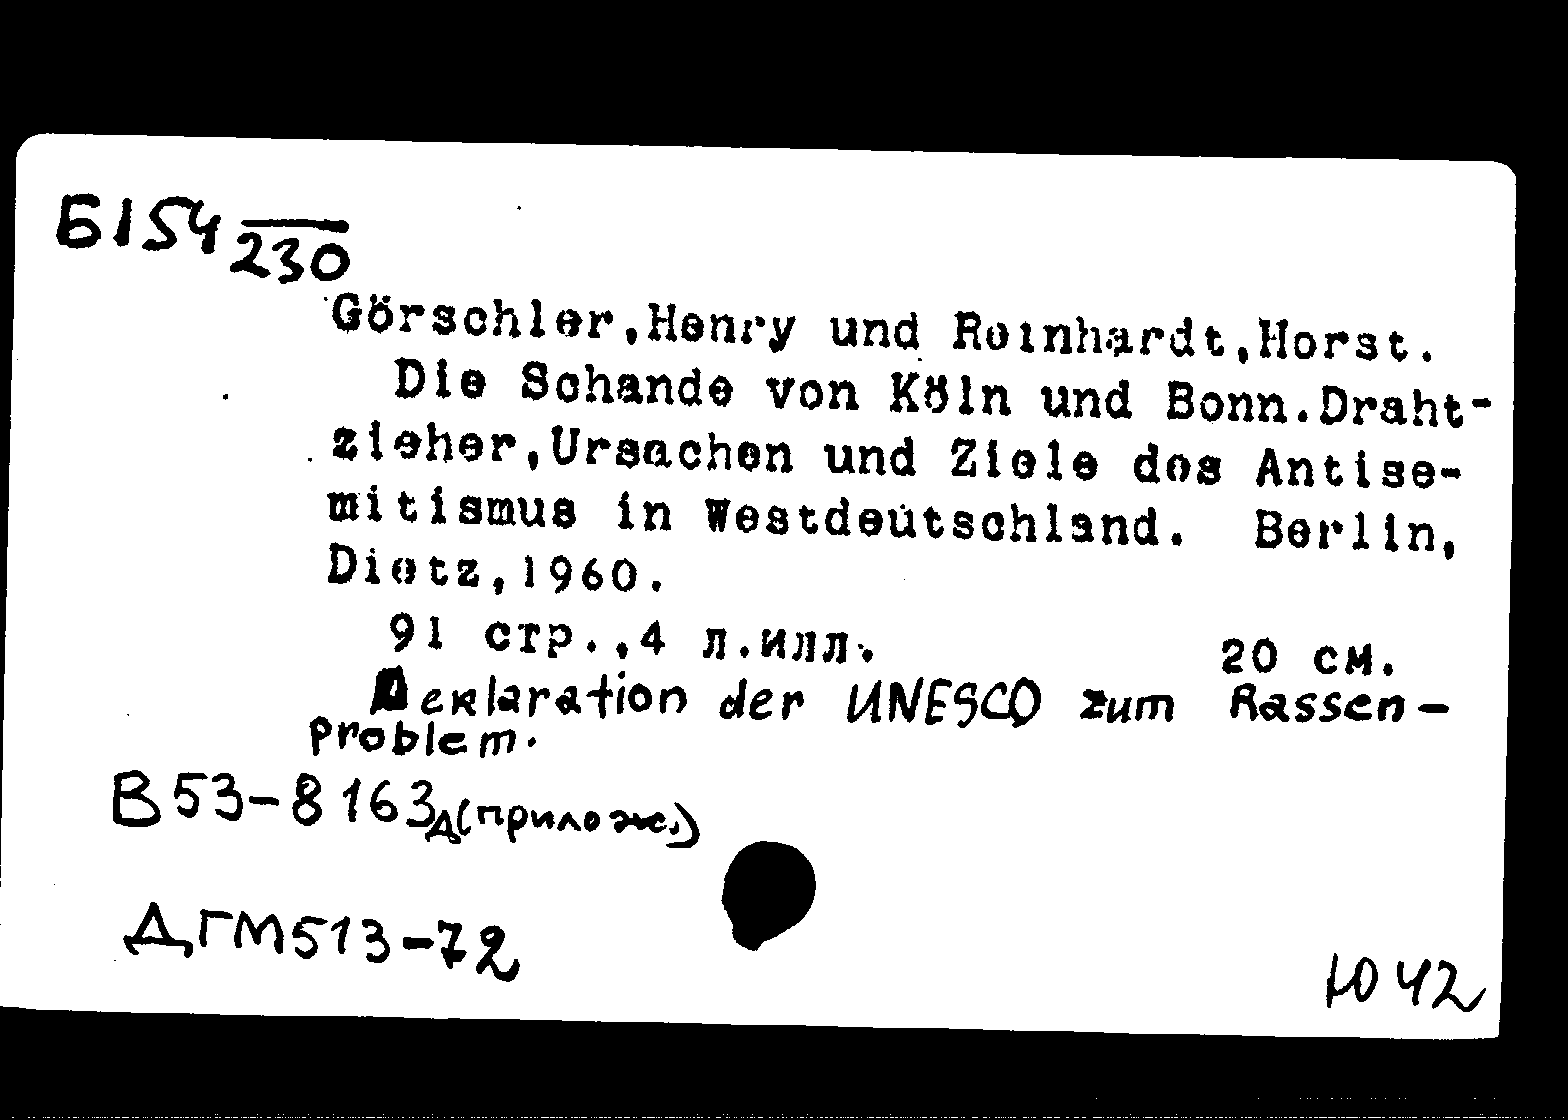 Б154 230
Görschler,Henry und Reinhardt,Horst.
Die Schande von Köln und Bonn.Draht-
zieher,Ursachen und Ziele des Antise-
mitismus in Westdeutschland. Berlin,
Dietz,1960.
91 стр.,4 л.илл. 20 см.
Deklaration der UNESCO zum Rassen-
problem.
В53-8163д(прилож.)
ДГМ513-72
Ю42